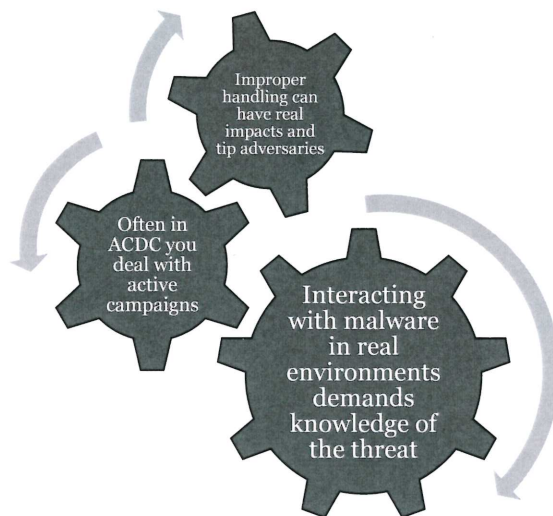 Improper
handling can
have real
impacts and
tip adversaries
Often in
ACDC you
deal with
active
campaigns
Interacting
with malware
in real
environments
demands
knowledge of
the threat